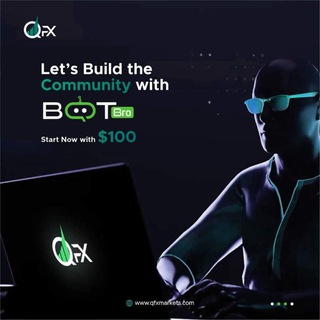 QFX
Let's Build the
Community with
BOT Bro
Start Now with $100
QFX
www.qfxmarkets.com